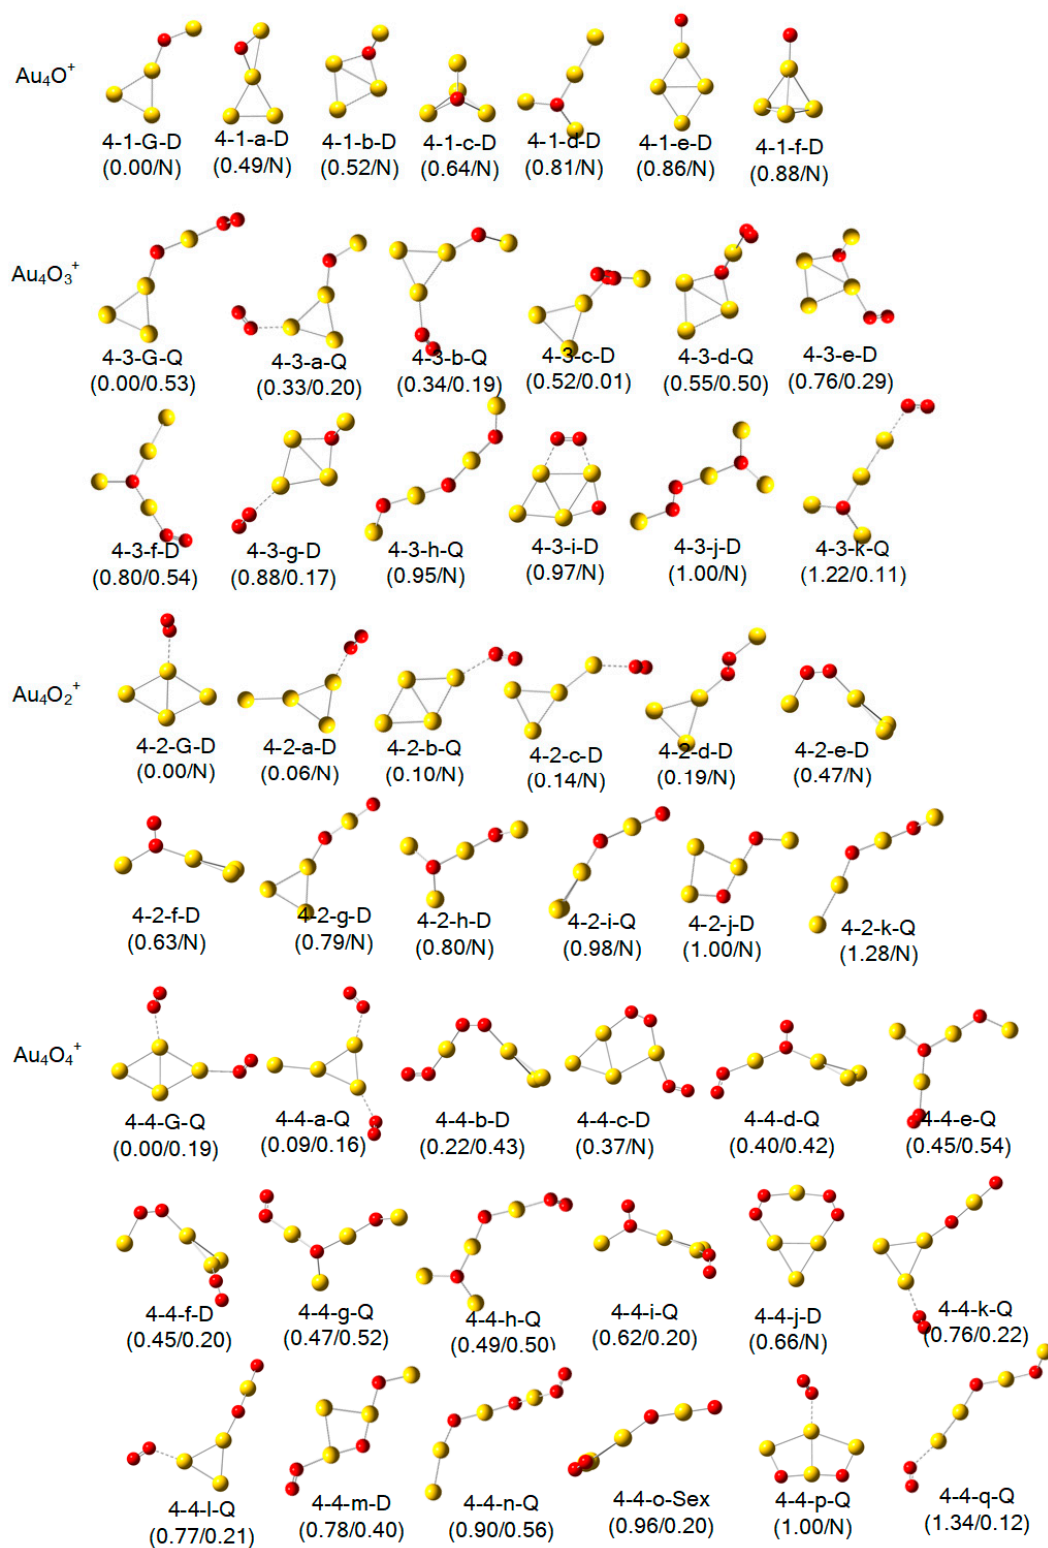 Au4O+
4-1-G-D 4-1-a-D 4-1-b-D 4-1-c-D 4-1-d-D 4-1-e-D 4-1-f-D
(0.00/N) (0.49/N) (0.52/N) (0.64/N) (0.81/N) (0.86/N) (0.88/N)
Au4O3+
4-3-G-Q 4-3-a-Q 4-3-b-Q 4-3-c-D 4-3-d-Q 4-3-e-D
(0.00/0.53) (0.33/0.20) (0.34/0.19) (0.52/0.01) (0.55/0.50) (0.76/0.29)
4-3-f-D 4-3-g-D 4-3-h-Q 4-3-i-D 4-3-j-D 4-3-k-Q
(0.80/0.54) (0.88/0.17) (0.95/N) (0.97/N) (1.00/N) (1.22/0.11)
Au4O2+
4-2-G-D 4-2-a-D 4-2-b-Q 4-2-c-D 4-2-d-D 4-2-e-D
(0.00/N) (0.06/N) (0.10/N) (0.14/N) (0.19/N) (0.47/N)
4-2-f-D 4-2-g-D 4-2-h-D 4-2-i-Q 4-2-j-D 4-2-k-Q
(0.63/N) (0.79/N) (0.80/N) (0.98/N) (1.00/N) (1.28/N)
Au4O4+
4-4-G-Q 4-4-a-Q 4-4-b-D 4-4-c-D 4-4-d-Q 4-4-e-Q
(0.00/0.19) (0.09/0.16) (0.22/0.43) (0.37/N) (0.40/0.42) (0.45/0.54)
4-4-f-D 4-4-g-Q 4-4-h-Q 4-4-i-Q 4-4-j-D 4-4-k-Q
(0.45/0.20) (0.47/0.52) (0.49/0.50) (0.62/0.20) (0.66/N) (0.76/0.22)
4-4-l-Q 4-4-m-D 4-4-n-Q 4-4-o-Sex 4-4-p-Q 4-4-q-Q
(0.77/0.21) (0.78/0.40) (0.90/0.56) (0.96/0.20) (1.00/N) (1.34/0.12)